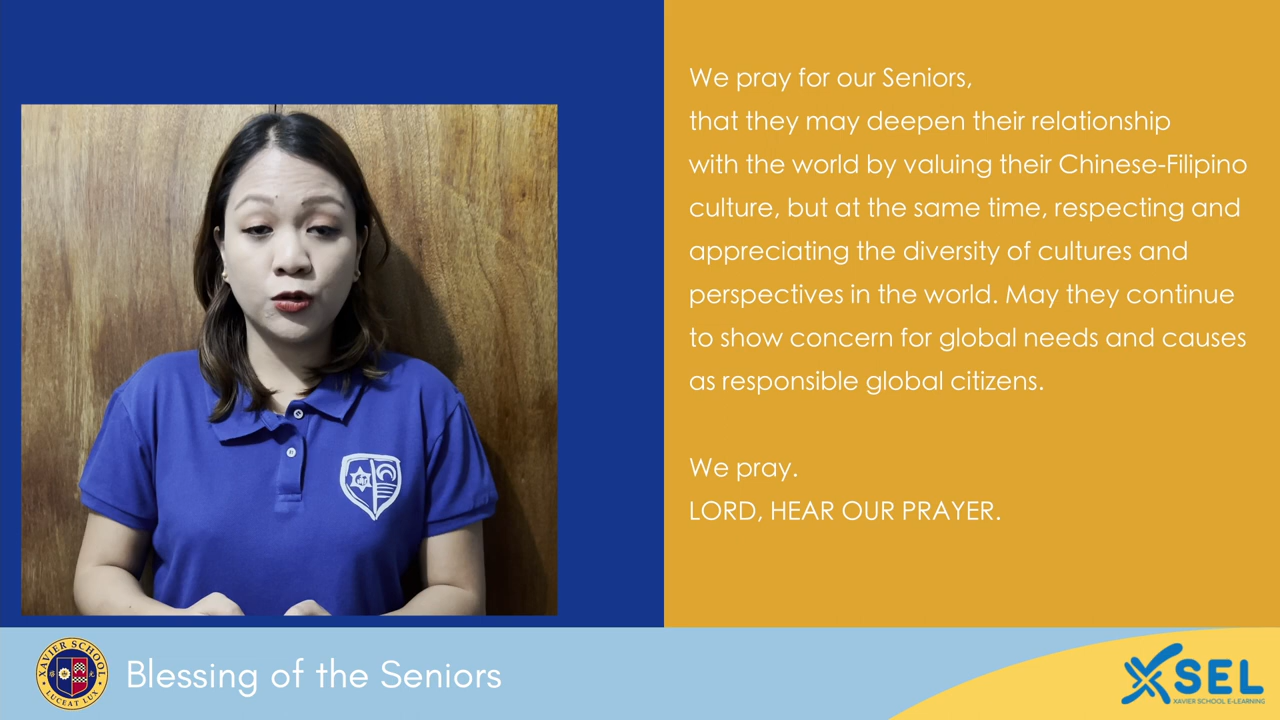 We pray for our Seniors,
that they may deepen their relationship
with the world by valuing their Chinese-Filipino
culture, but at the same time, respecting and
appreciating the diversity of cultures and
perspectives in the world. May they continue
to show concern for global needs and causes
as responsible global citizens.
We pray.
LORD, HEAR OUR PRAYER.
XAVIER SCHOOL
LUCEAT LUX
Blessing of the Seniors
XSEL
XAVIER SCHOOL E-LEARNING